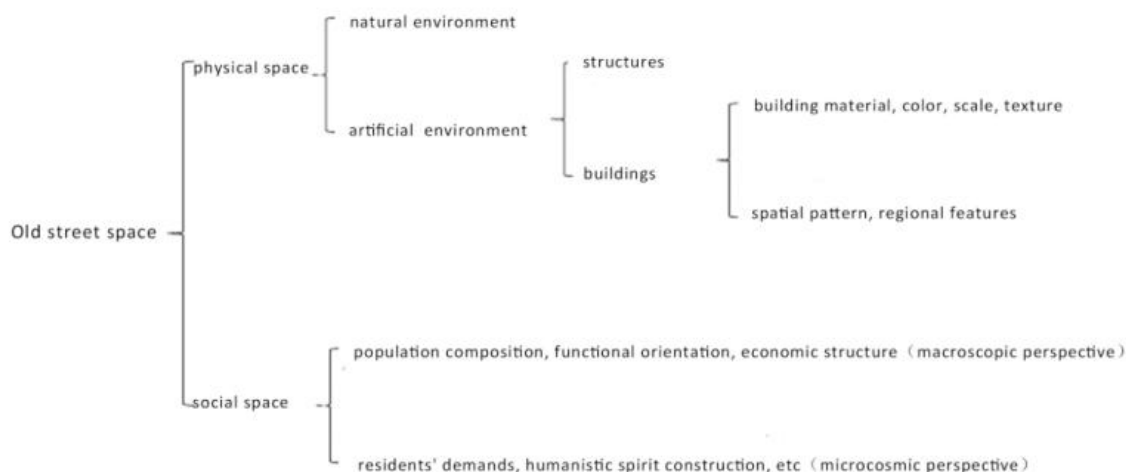 natural environment
physical space
structures
building material, color, scale, texture
artificial environment
buildings
spatial pattern, regional features
Old street space
population composition, functional orientation, economic structure（macroscopic perspective）
social space
residents' demands, humanistic spirit construction, etc（microcosmic perspective）